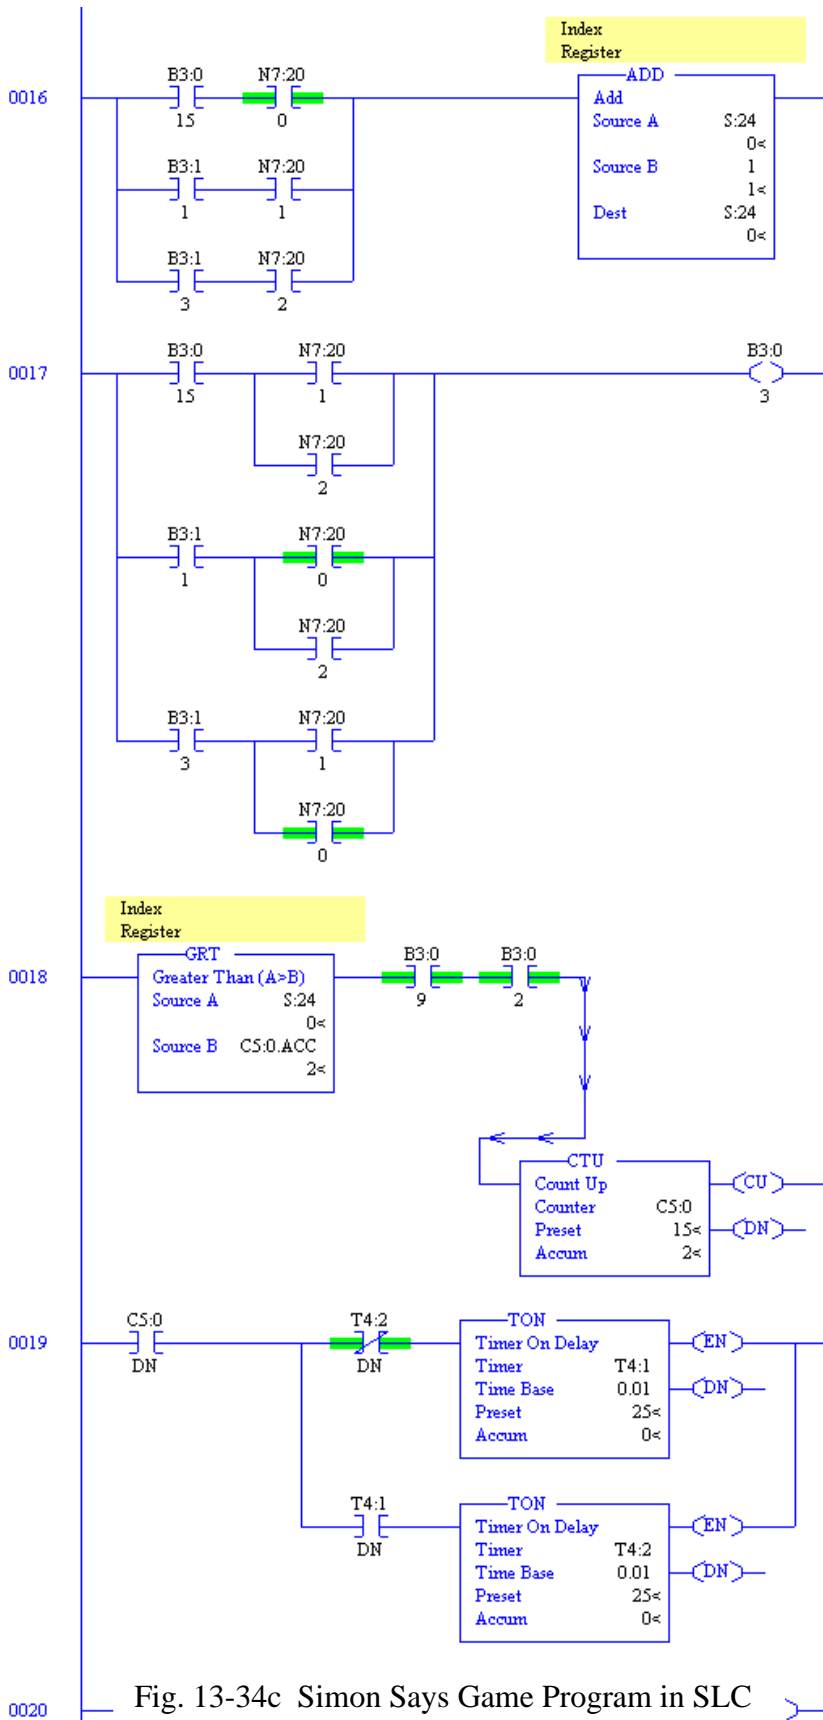 Index
Register
0016
B3:0 N7:20
15 0
ADD
Add
Source A S:24
0<
Source B 1
1<
Dest S:24
0<
B3:1 N7:20
1 1
B3:1 N7:20
3 2
0017
B3:0 N7:20 B3:0
15 1 3
N7:20
2
B3:1 N7:20
1 0
N7:20
2
B3:1 N7:20
3 1
N7:20
0
Index
Register
0018
GRT
Greater Than (A>B)
Source A S:24
0<
Source B C5:0.ACC
2<
B3:0 B3:0
9 2
CTU
Count Up
Counter C5:0
Preset 15<
Accum 2<
CU
DN
0019
C5:0 T4:2
DN DN
TON
Timer On Delay
Timer T4:1
Time Base 0.01
Preset 25<
Accum 0<
EN
DN
T4:1
DN
TON
Timer On Delay
Timer T4:2
Time Base 0.01
Preset 25<
Accum 0<
EN
DN
0020
Fig. 13-34c Simon Says Game Program in SLC